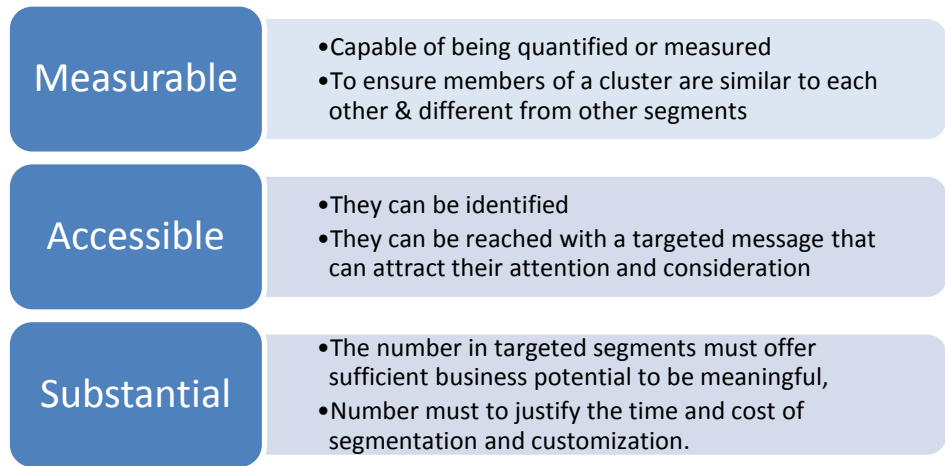 Measurable
•Capable of being quantified or measured
•To ensure members of a cluster are similar to each
other & different from other segments
Accessible
•They can be identified
•They can be reached with a targeted message that
can attract their attention and consideration
Substantial
•The number in targeted segments must offer
sufficient business potential to be meaningful,
•Number must to justify the time and cost of
segmentation and customization.